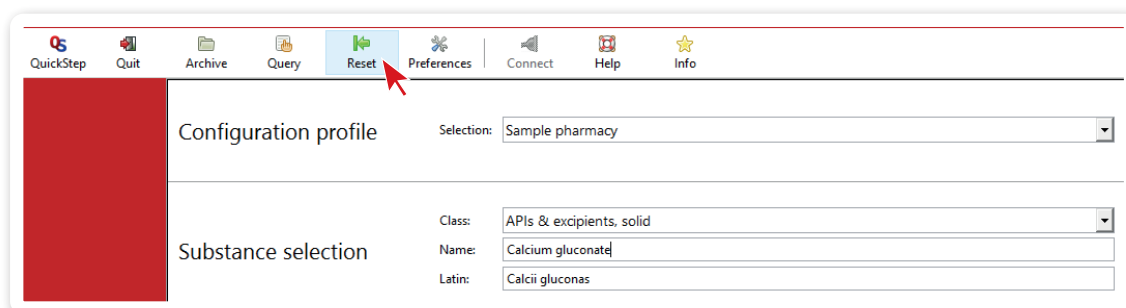 QS
QuickStep Quit Archive Query Reset Preferences Connect Help Info
Configuration profile Selection: Sample pharmacy
Class: APIs & excipients, solid
Substance selection Name: Calcium gluconate
Latin: Calcii gluconas